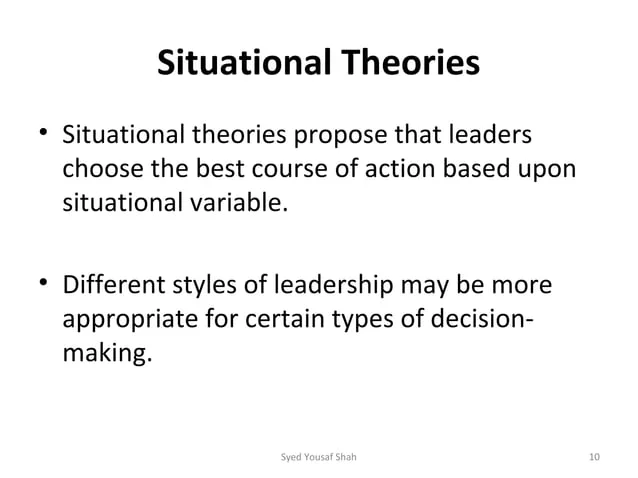 Situational Theories
• Situational theories propose that leaders
choose the best course of action based upon
situational variable.
• Different styles of leadership may be more
appropriate for certain types of decision-
making.
Syed Yousaf Shah
10